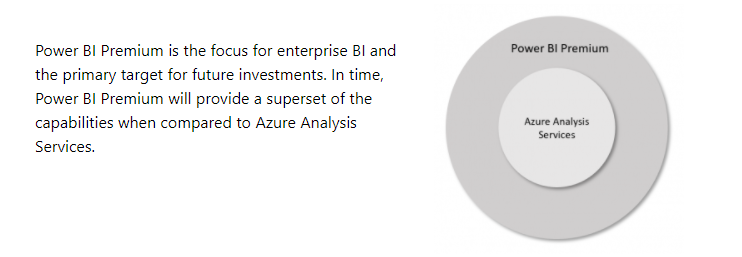 Power BI Premium is the focus for enterprise BI and
the primary target for future investments. In time,
Power BI Premium will provide a superset of the
capabilities when compared to Azure Analysis
Services.
Power BI Premium
Azure Analysis
Services